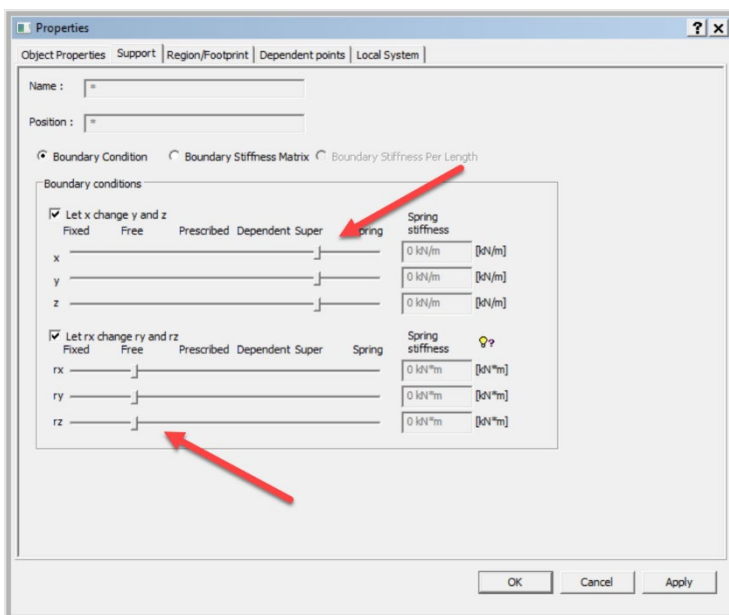 Properties
? x
Object Properties Support Region/Footprint Dependent points Local System
Name : *
Position : *
Boundary Condition Boundary Stiffness Matrix Boundary Stiffness Per Length
Boundary conditions
Let x change y and z
Spring
Fixed Free Prescribed Dependent Super Spring stiffness
x 0 kN/m [kN/m]
y 0 kN/m [kN/m]
z 0 kN/m [kN/m]
Let rx change ry and rz
Spring
Fixed Free Prescribed Dependent Super Spring stiffness ?
rx 0 kN*m [kN*m]
ry 0 kN*m [kN*m]
rz 0 kN*m [kN*m]
OK Cancel Apply